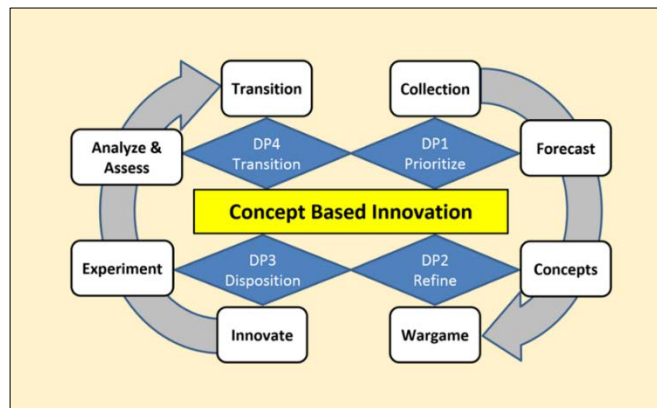 Transition
Collection
Analyze &
Assess
DP4
Transition
DP1
Prioritize
Forecast
Concept Based Innovation
Experiment
DP3
Disposition
DP2
Refine
Concepts
Innovate
Wargame